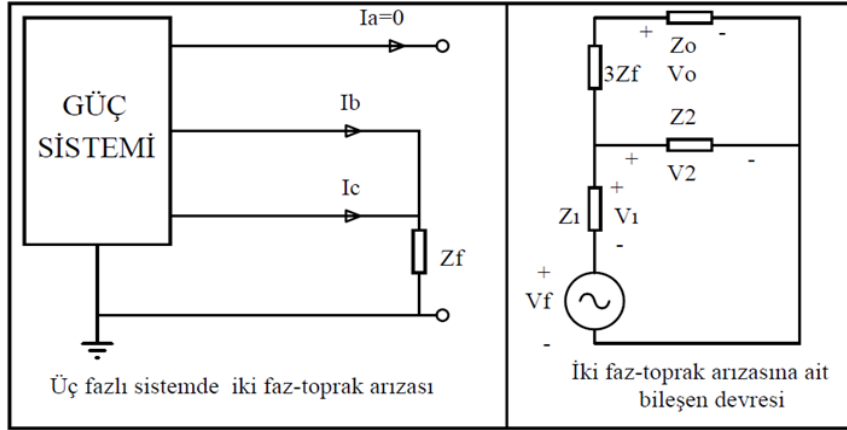 Ia=0
GÜÇ
SİSTEMİ
Ib
Ic
Zf
Üç fazlı sistemde iki faz-toprak arızası
+
-
Zo
Vo
3Zf
Z2
+
-
V2
+
Z1
V1
-
+
Vf
-
İki faz-toprak arızasına ait
bileşen devresi